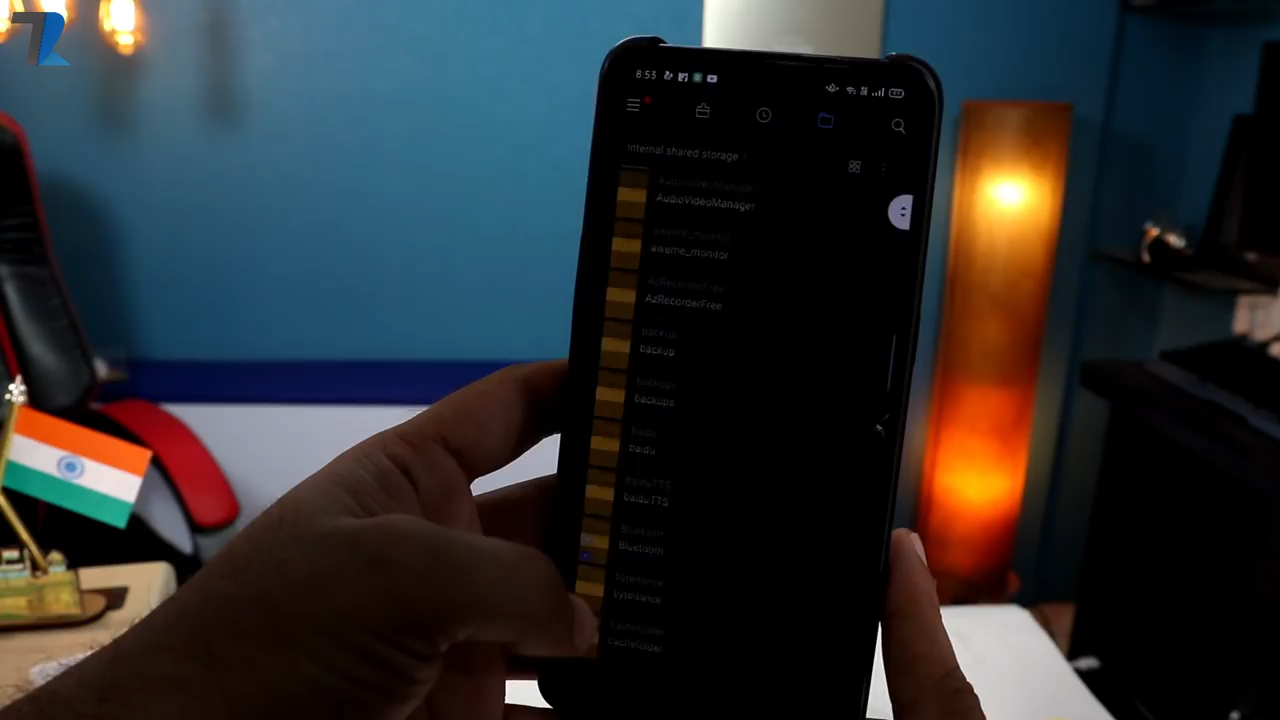 8:53
Internal shared storage
AudioVideoManager
aweme_monitor
AzRecorderFree
backup
backups
baidu
baiduTTS
Bluetooth
bytedance
cachefolder